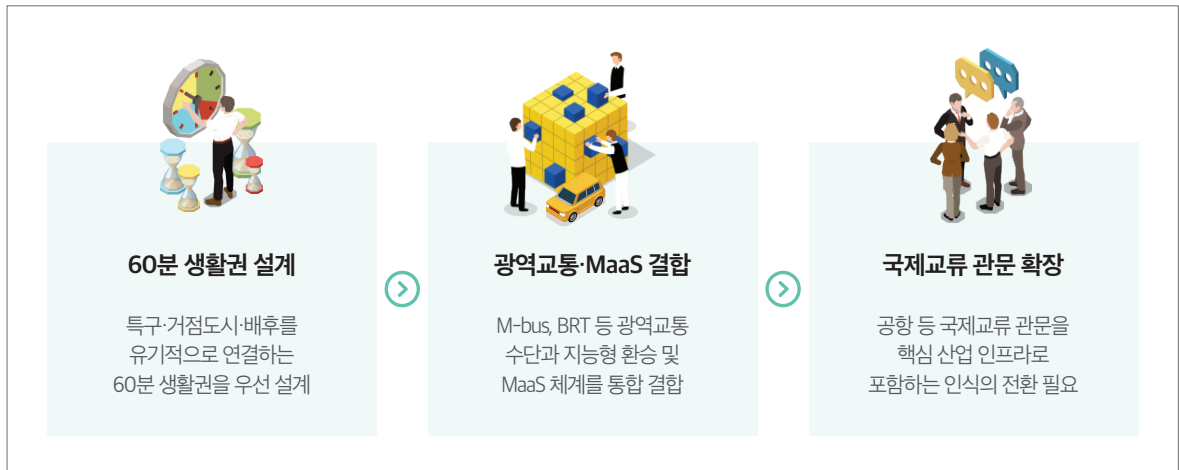 60분 생활권 설계
특구·거점도시·배후를
유기적으로 연결하는
60분 생활권을 우선 설계
광역교통·MaaS 결합
M-bus, BRT 등 광역교통
수단과 지능형 환승 및
MaaS 체계를 통합 결합
국제교류 관문 확장
공항 등 국제교류 관문을
핵심 산업 인프라로
포함하는 인식의 전환 필요